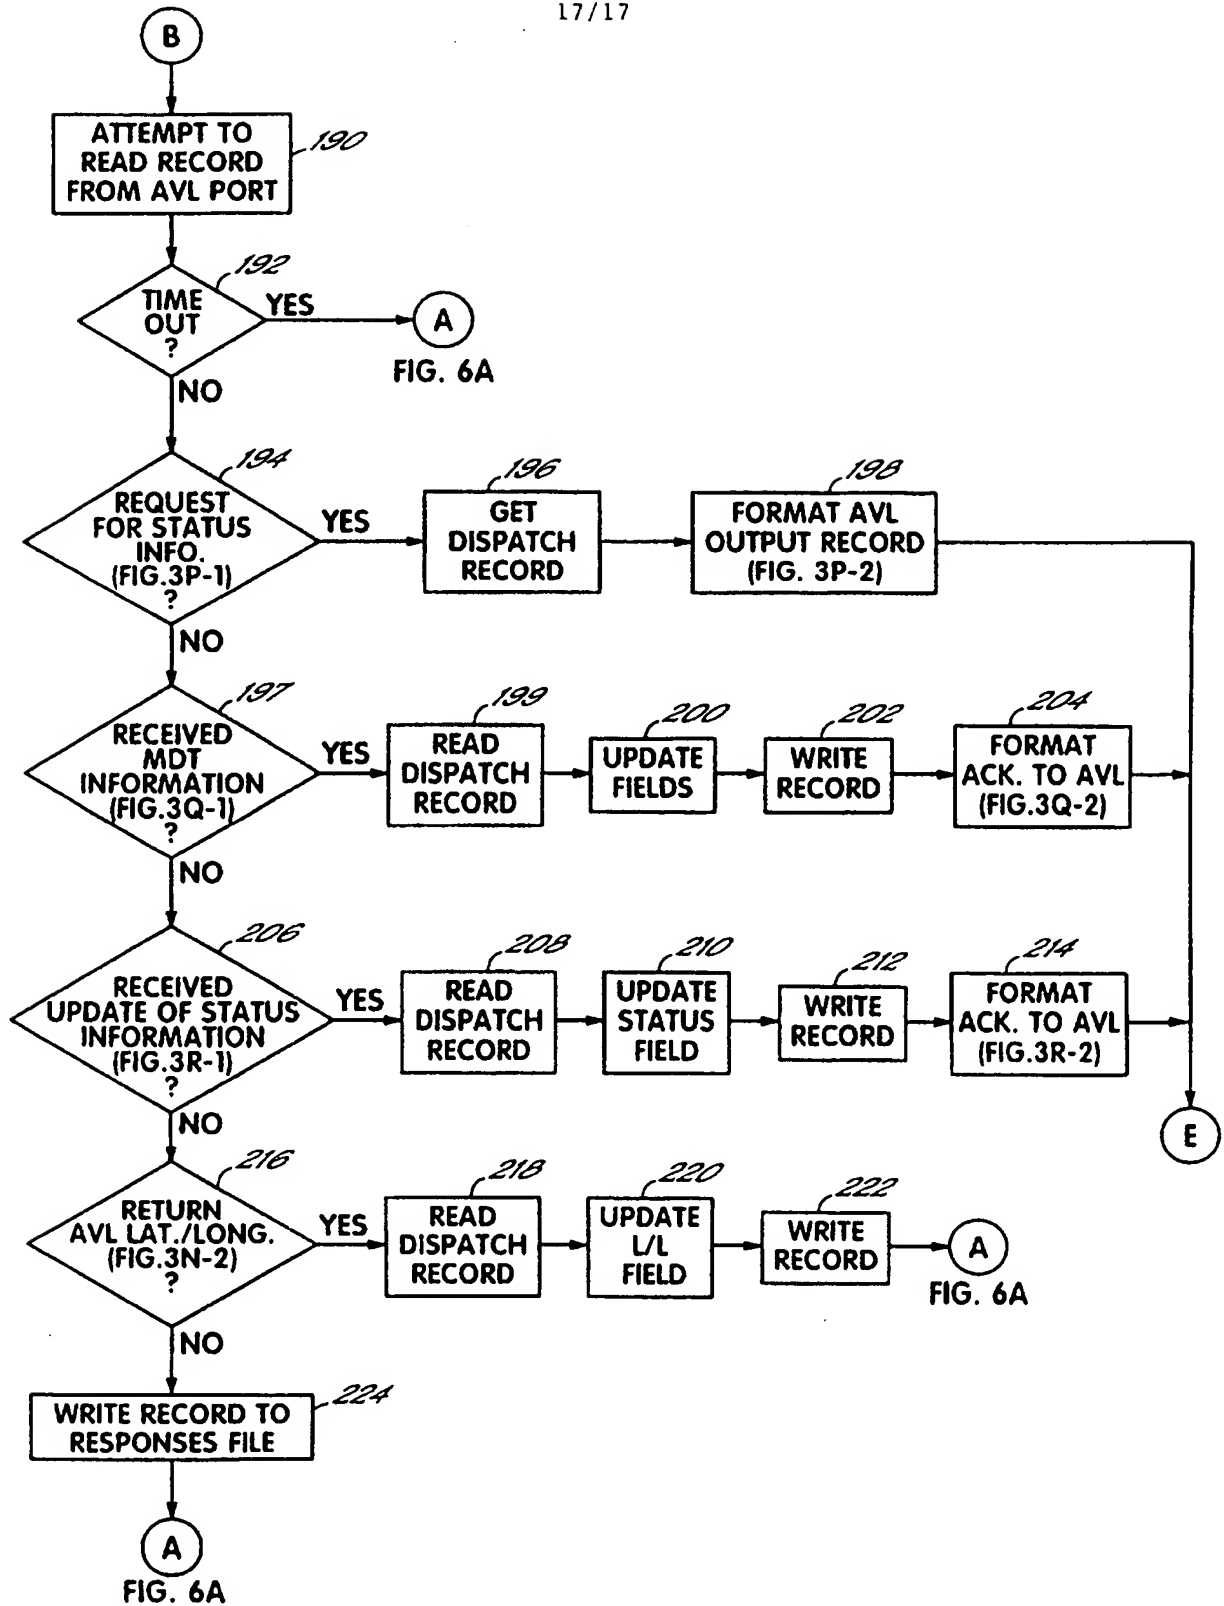 17/17
B
ATTEMPT TO
READ RECORD
FROM AVL PORT
190
192
TIME
OUT
?
YES
A
FIG. 6A
NO
194
REQUEST
FOR STATUS
INFO.
(FIG.3P-1)
?
YES
196
GET
DISPATCH
RECORD
198
FORMAT AVL
OUTPUT RECORD
(FIG. 3P-2)
NO
197
RECEIVED
MDT
INFORMATION
(FIG.3Q-1)
?
YES
199
READ
DISPATCH
RECORD
200
UPDATE
FIELDS
202
WRITE
RECORD
204
FORMAT
ACK. TO AVL
(FIG.3Q-2)
NO
206
RECEIVED
UPDATE OF STATUS
INFORMATION
(FIG.3R-1)
?
YES
208
READ
DISPATCH
RECORD
210
UPDATE
STATUS
FIELD
212
WRITE
RECORD
214
FORMAT
ACK. TO AVL
(FIG.3R-2)
E
NO
216
RETURN
AVL LAT./LONG.
(FIG.3N-2)
?
YES
218
READ
DISPATCH
RECORD
220
UPDATE
L/L
FIELD
222
WRITE
RECORD
A
FIG. 6A
NO
224
WRITE RECORD TO
RESPONSES FILE
A
FIG. 6A